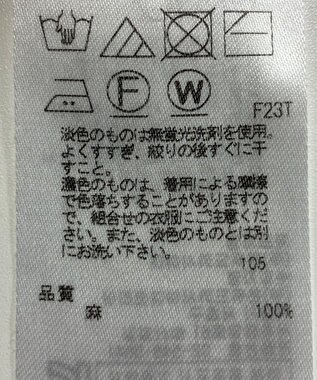 F W
F23T
淡色のものは無蛍光洗剤を使用。
よくすすぎ、絞りの後すぐに干
すこと。
濃色のものは、着用による摩擦
で色落ちすることがありますの
で、組合せの衣服にご注意くだ
さい。また、淡色のものとは別
にお洗い下さい。
105
品質
麻 100%